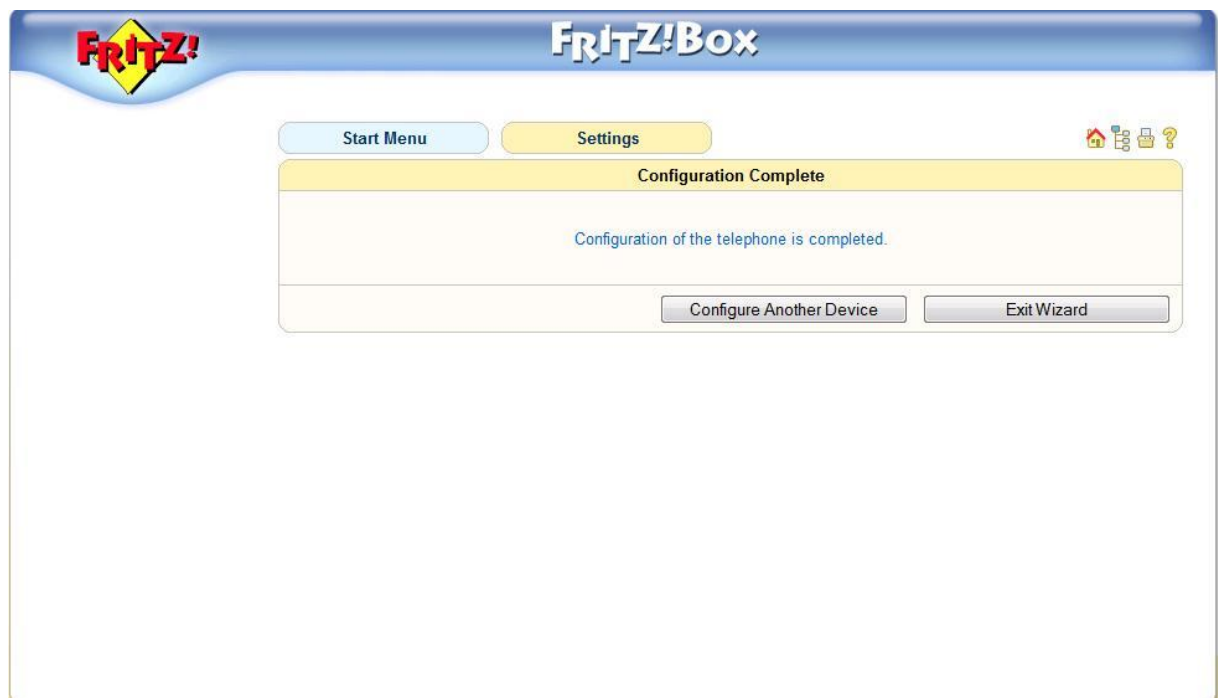 FRITZ!
FRITZ!BOX
Start Menu
Settings
Configuration Complete
Configuration of the telephone is completed.
Configure Another Device
Exit Wizard